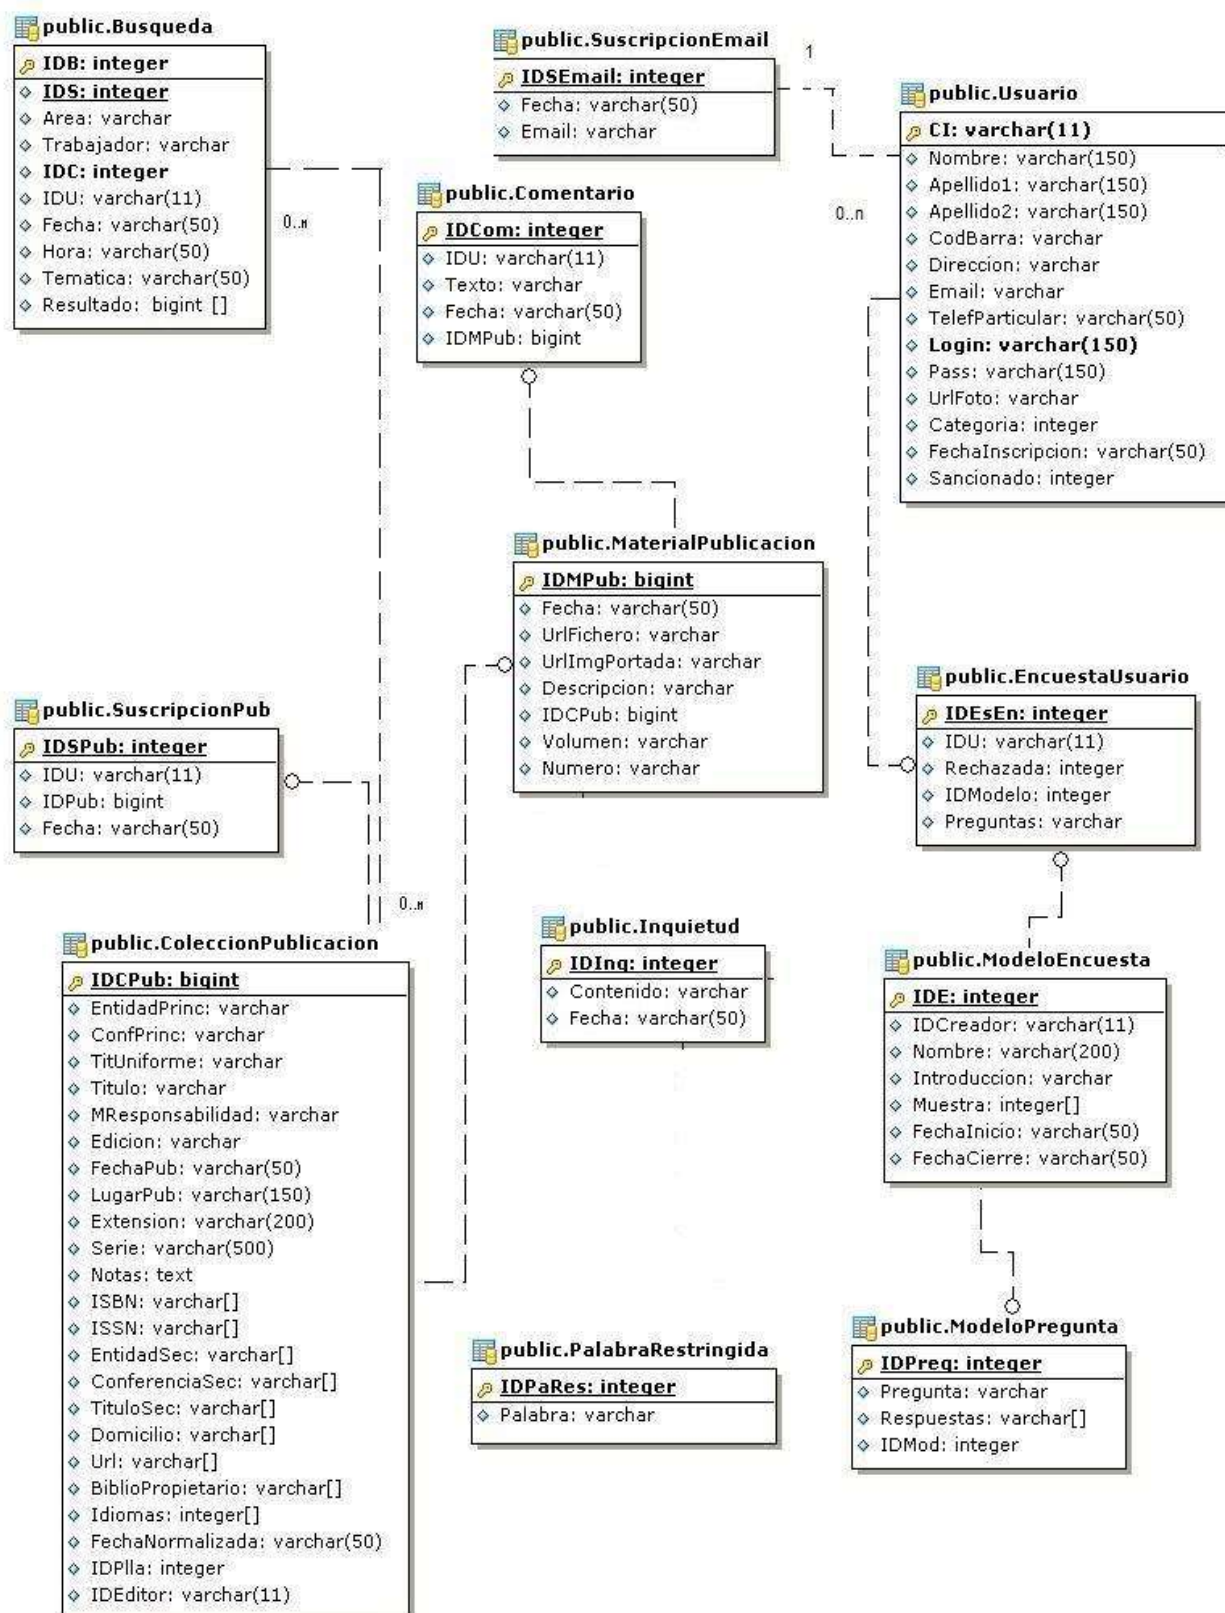 public.Busqueda
IDB: integer
IDS: integer
Area: varchar
Trabajador: varchar
IDC: integer
IDU: varchar(11)
Fecha: varchar(50)
Hora: varchar(50)
Tematica: varchar(50)
Resultado: bigint []
0..n
public.SuscripcionEmail
IDSEmail: integer
Fecha: varchar(50)
Email: varchar
1
public.Usuario
CI: varchar(11)
Nombre: varchar(150)
Apellido1: varchar(150)
Apellido2: varchar(150)
CodBarra: varchar
Direccion: varchar
Email: varchar
TelefParticular: varchar(50)
Login: varchar(150)
Pass: varchar(150)
UrlFoto: varchar
Categoria: integer
FechaInscripcion: varchar(50)
Sancionado: integer
0..n
public.Comentario
IDCom: integer
IDU: varchar(11)
Texto: varchar
Fecha: varchar(50)
IDMPub: bigint
public.MaterialPublicacion
IDMPub: bigint
Fecha: varchar(50)
UrlFichero: varchar
UrlImgPortada: varchar
Descripcion: varchar
IDCPub: bigint
Volumen: varchar
Numero: varchar
public.SuscripcionPub
IDSPub: integer
IDU: varchar(11)
IDPub: bigint
Fecha: varchar(50)
0..n
public.EncuestaUsuario
IDEsEn: integer
IDU: varchar(11)
Rechazada: integer
IDModelo: integer
Preguntas: varchar
public.ColeccionPublicacion
IDCPub: bigint
EntidadPrinc: varchar
ConfPrinc: varchar
TitUniforme: varchar
Titulo: varchar
MResponsabilidad: varchar
Edicion: varchar
FechaPub: varchar(50)
LugarPub: varchar(150)
Extension: varchar(200)
Serie: varchar(500)
Notas: text
ISBN: varchar[]
ISSN: varchar[]
EntidadSec: varchar[]
ConferenciaSec: varchar[]
TituloSec: varchar[]
Domicilio: varchar[]
Url: varchar[]
BiblioPropietario: varchar[]
Idiomas: integer[]
FechaNormalizada: varchar(50)
IDPlla: integer
IDEditor: varchar(11)
public.Inquietud
IDInq: integer
Contenido: varchar
Fecha: varchar(50)
public.ModeloEncuesta
IDE: integer
IDCreador: varchar(11)
Nombre: varchar(200)
Introduccion: varchar
Muestra: integer[]
FechaInicio: varchar(50)
FechaCierre: varchar(50)
public.PalabraRestringida
IDPaRes: integer
Palabra: varchar
public.ModeloPregunta
IDPreg: integer
Pregunta: varchar
Respuestas: varchar[]
IDMod: integer